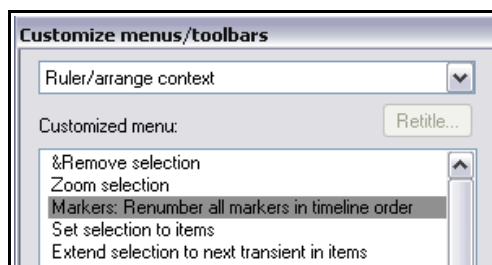 Customize menus/toolbars
Ruler/arrange context
Customized menu:
Retitle...
&Remove selection
Zoom selection
Markers: Renumber all markers in timeline order
Set selection to items
Extend selection to next transient in items